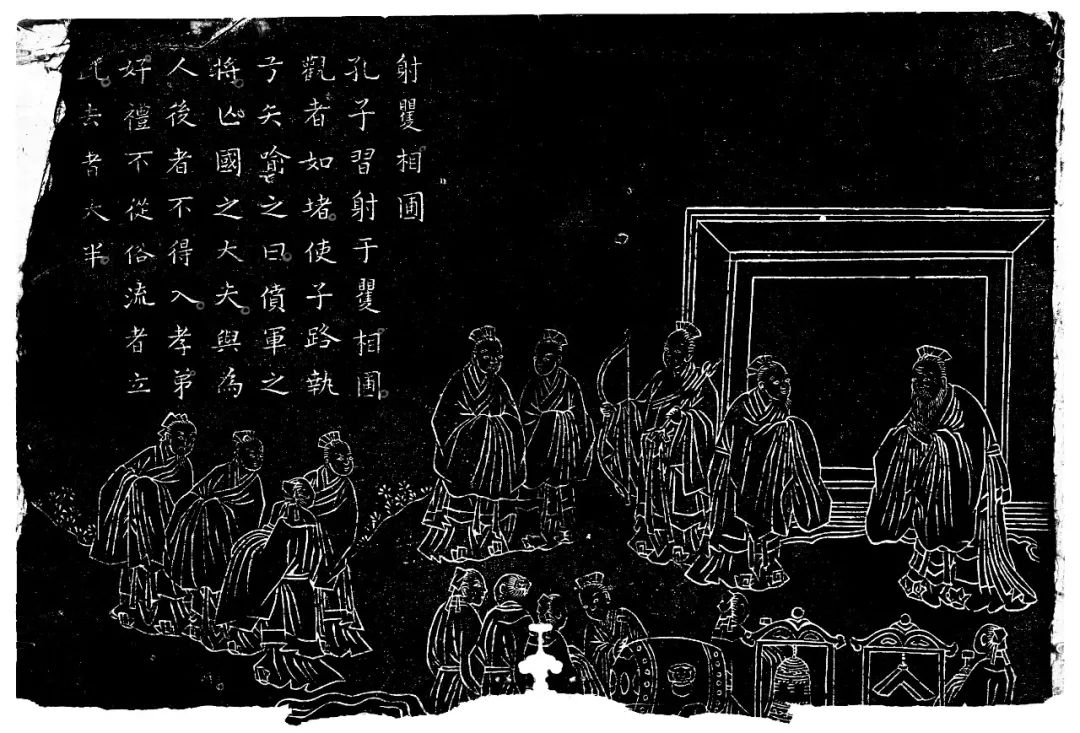 射矍相圃
孔子習射于矍相圃
觀者如堵使子路執
弓矢喻之曰僨軍之
將亡國之大夫與為
人後者不得入孝弟
好禮不從俗流者立
此去者大半